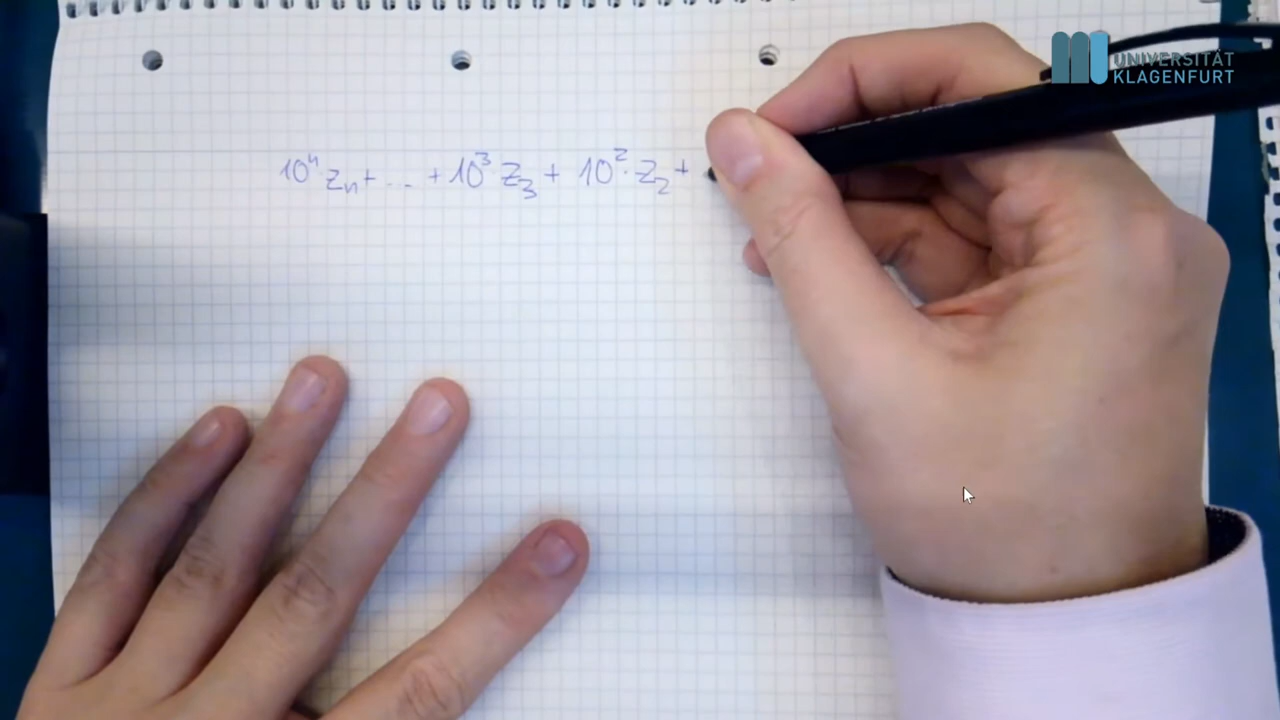 10ⁿ zₙ + ... + 10³ z₃ + 10² · z₂ +
UNIVERSITÄT
KLAGENFURT